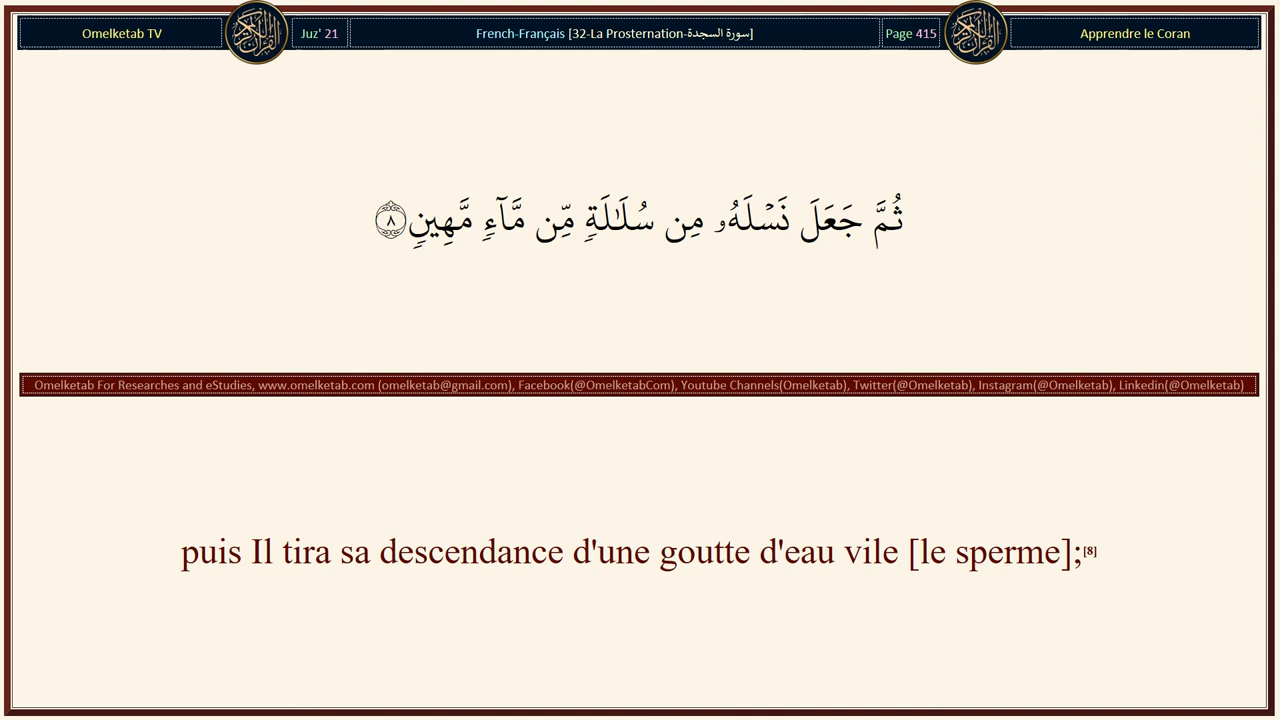 Omelketab TV
Juz' 21
French-Français [32-La Prosternation-سورة السجدة]
Page 415
Apprendre le Coran
ثُمَّ جَعَلَ نَسۡلَهُۥ مِن سُلَٰلَةٖ مِّن مَّآءٖ مَّهِينٖ ٨
Omelketab For Researches and eStudies, www.omelketab.com (omelketab@gmail.com), Facebook(@OmelketabCom), Youtube Channels(Omelketab), Twitter(@Omelketab), Instagram(@Omelketab), Linkedin(@Omelketab)
puis Il tira sa descendance d'une goutte d'eau vile [le sperme];[8]